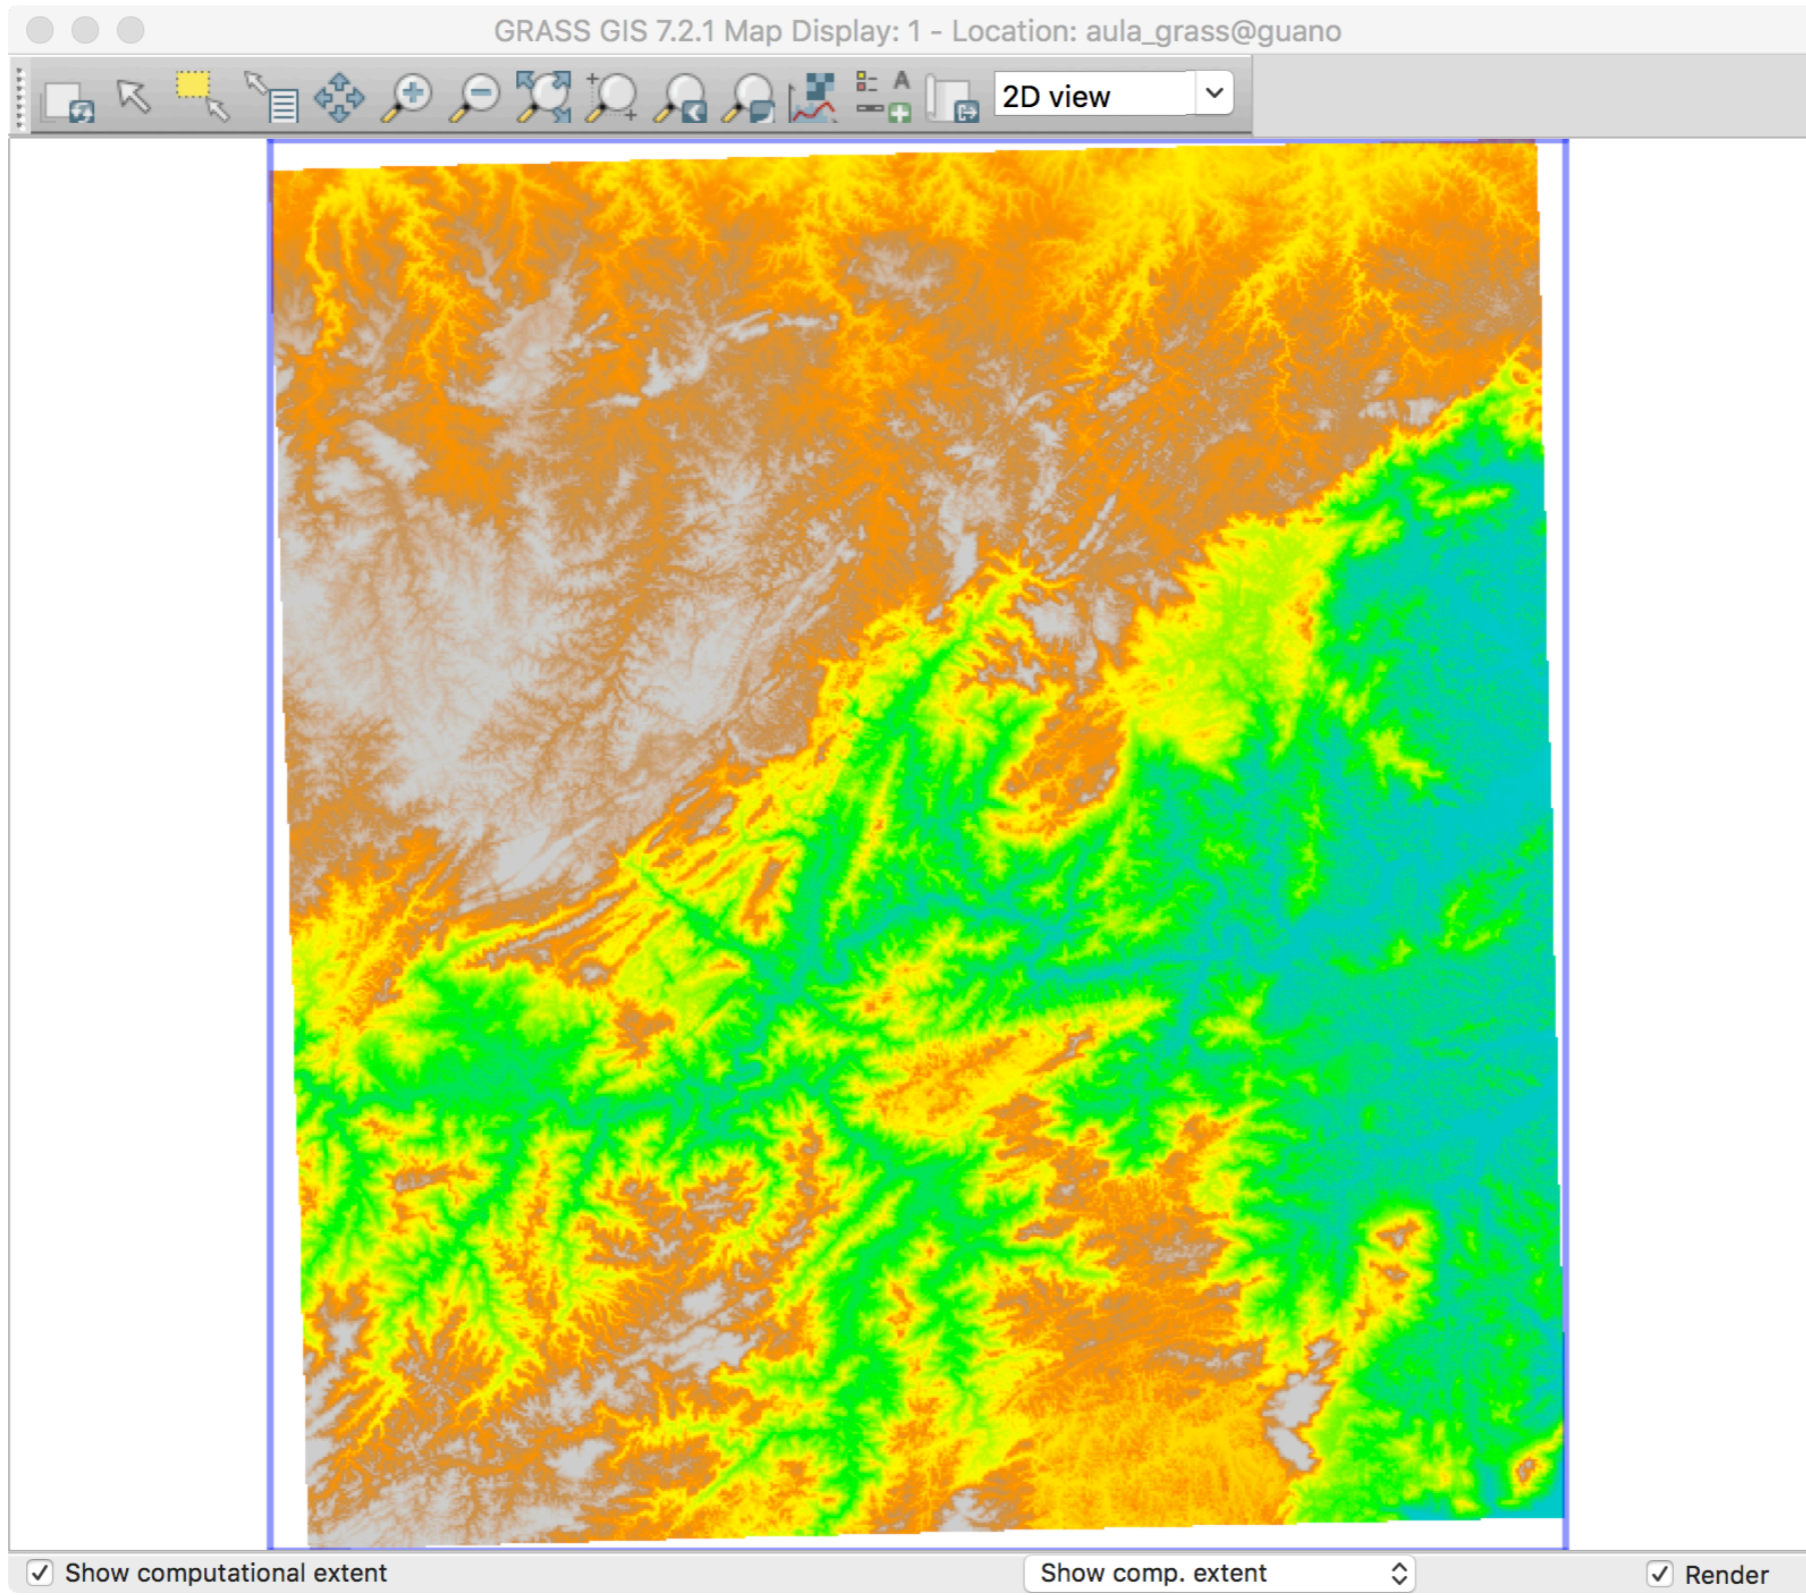 GRASS GIS 7.2.1 Map Display: 1 - Location: aula_grass@guano
A
2D view
Show computational extent
Show comp. extent
Render